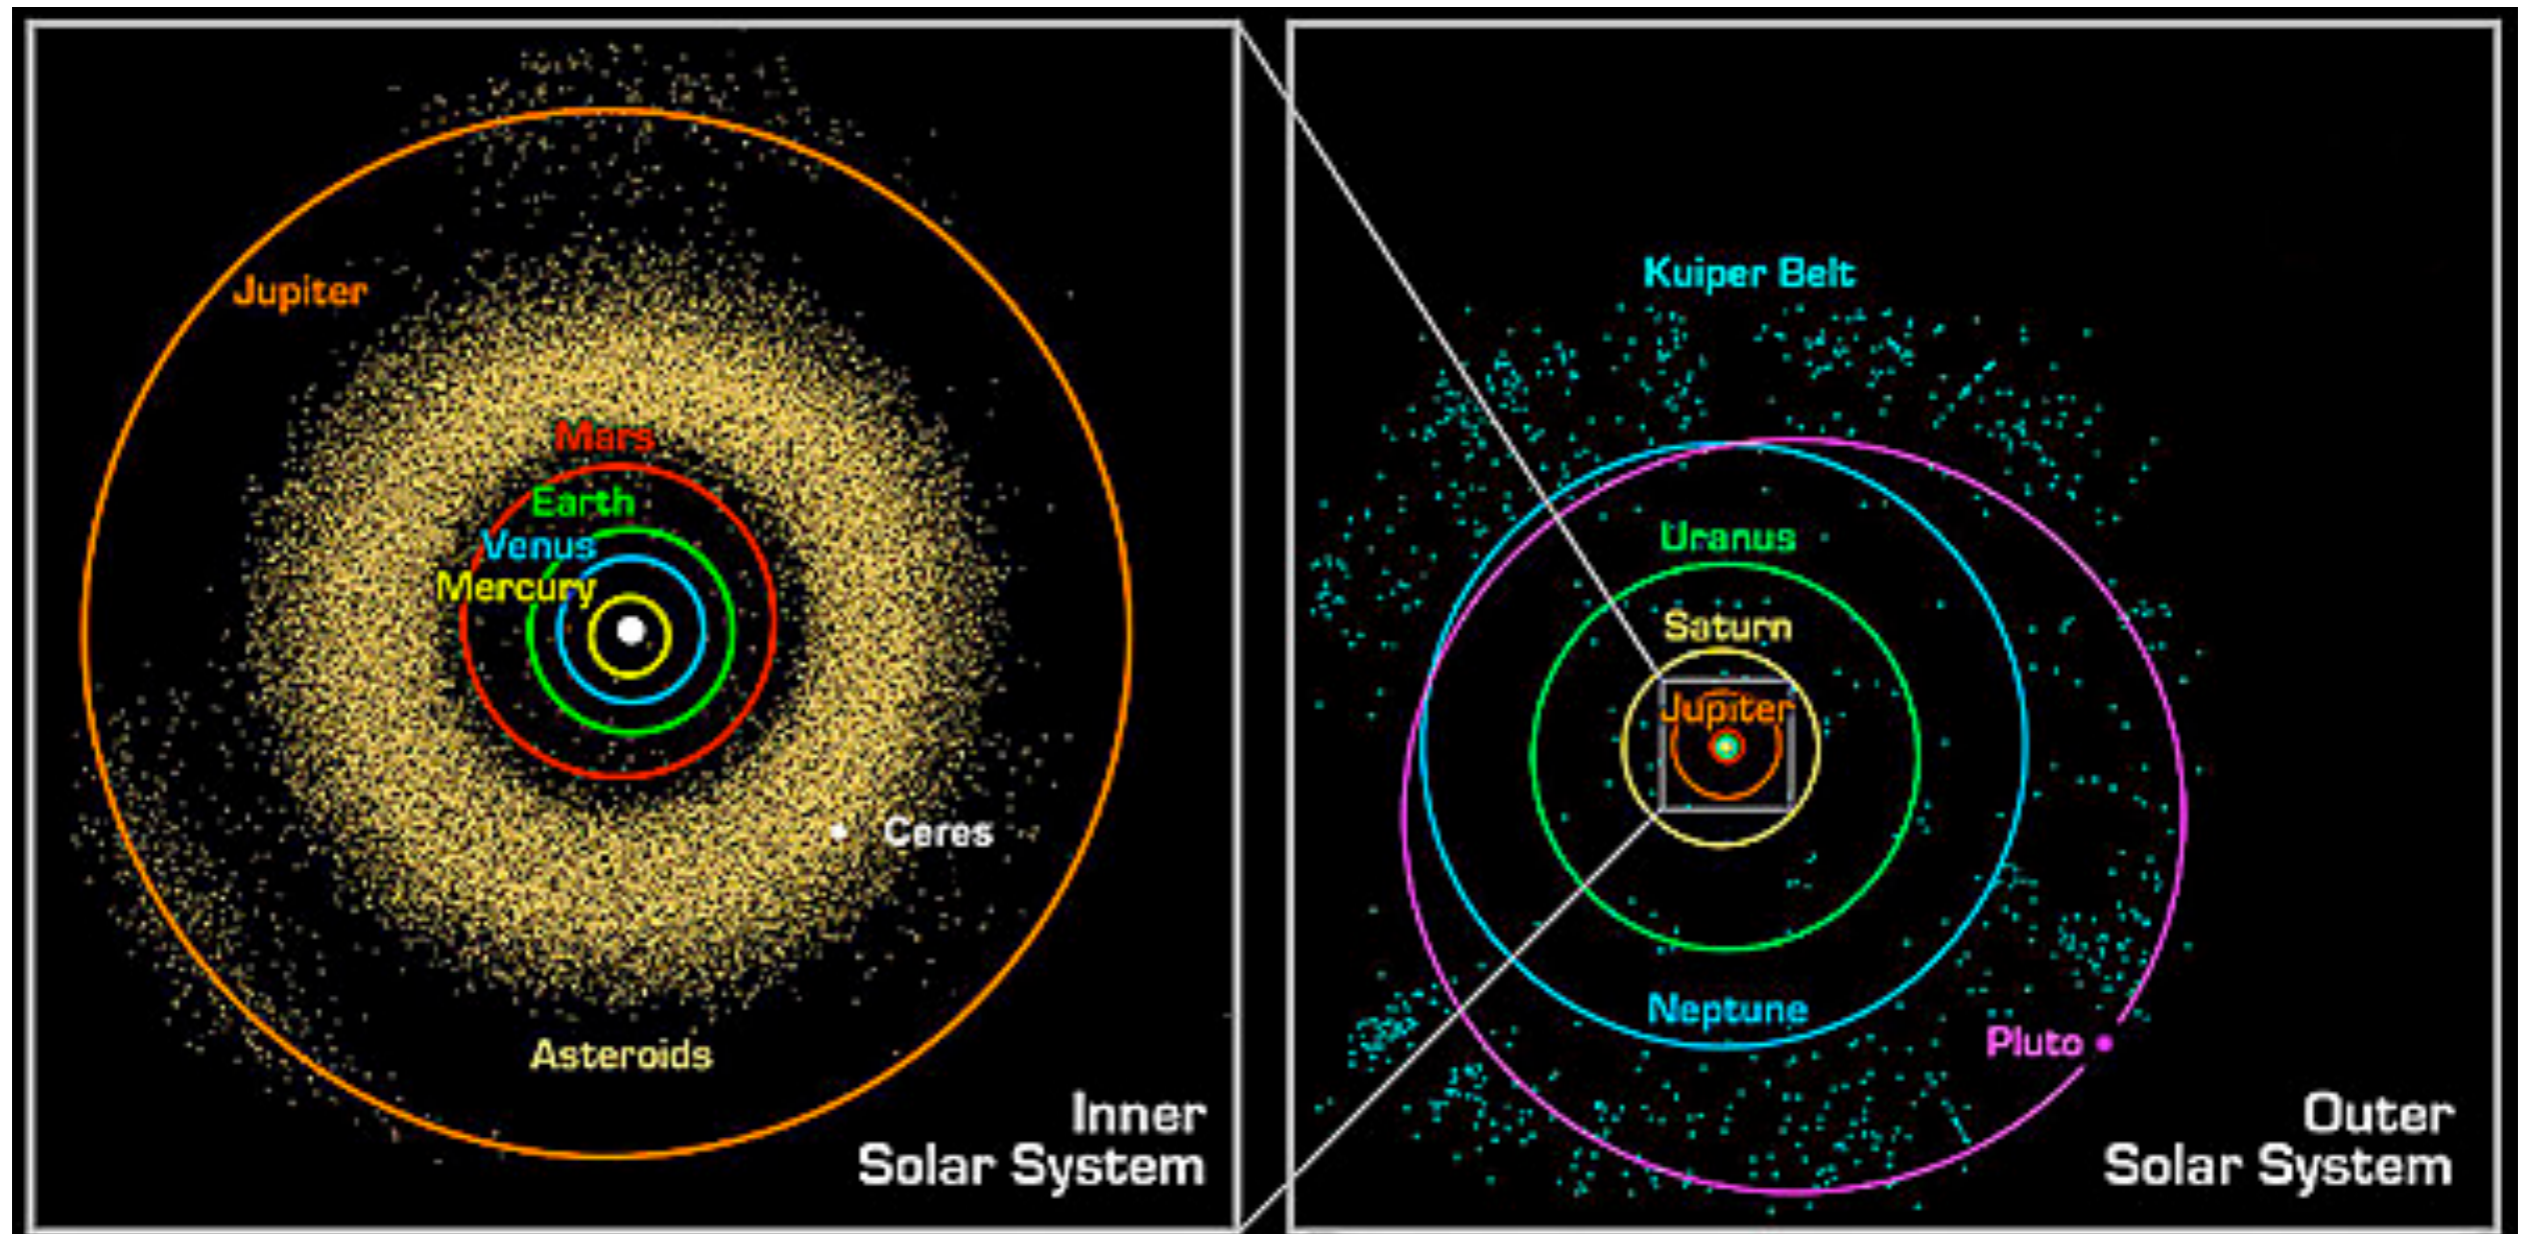 Jupiter
Mars
Earth
Venus
Mercury
Ceres
Asteroids
Inner
Solar System
Kuiper Belt
Uranus
Saturn
Jupiter
Neptune
Pluto
Outer
Solar System